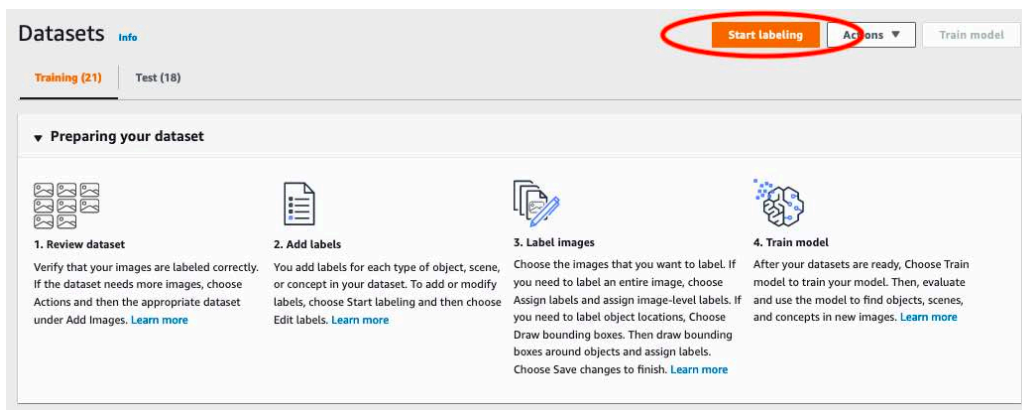 Datasets Info
Start labeling
Actions ▼
Train model
Training (21)
Test (18)
▼ Preparing your dataset
1. Review dataset
Verify that your images are labeled correctly.
If the dataset needs more images, choose
Actions and then the appropriate dataset
under Add Images. Learn more
2. Add labels
You add labels for each type of object, scene,
or concept in your dataset. To add or modify
labels, choose Start labeling and then choose
Edit labels. Learn more
3. Label images
Choose the images that you want to label. If
you need to label an entire image, choose
Assign labels and assign image-level labels. If
you need to label object locations, Choose
Draw bounding boxes. Then draw bounding
boxes around objects and assign labels.
Choose Save changes to finish. Learn more
4. Train model
After your datasets are ready, Choose Train
model to train your model. Then, evaluate
and use the model to find objects, scenes,
and concepts in new images. Learn more